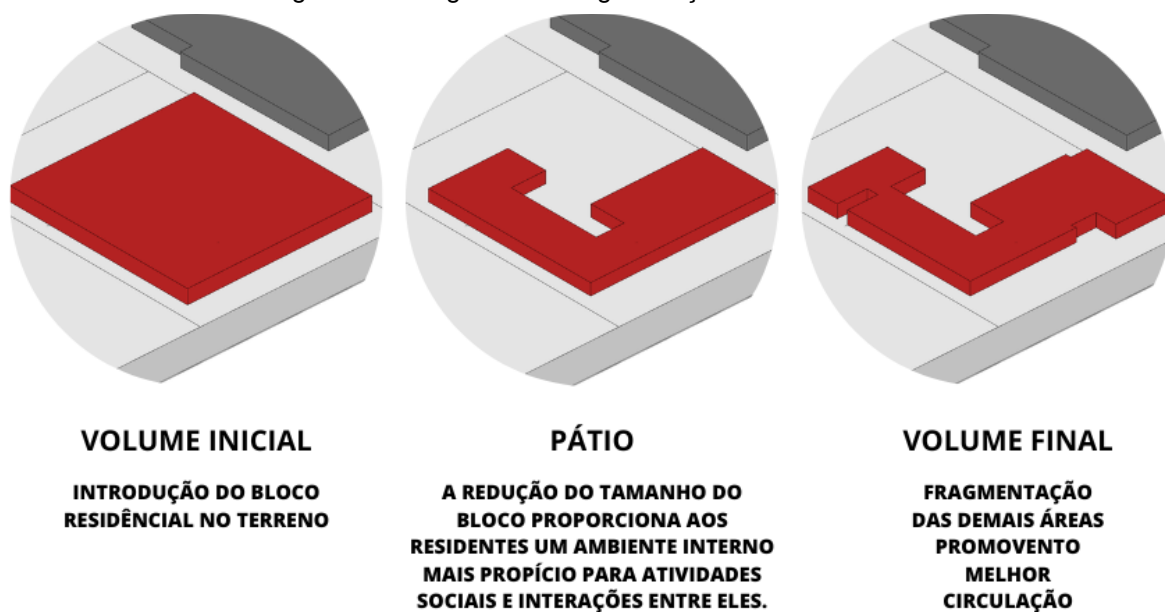 VOLUME INICIAL
INTRODUÇÃO DO BLOCO
RESIDÊNCIAL NO TERRENO
PÁTIO
A REDUÇÃO DO TAMANHO DO
BLOCO PROPORCIONA AOS
RESIDENTES UM AMBIENTE INTERNO
MAIS PROPÍCIO PARA ATIVIDADES
SOCIAIS E INTERAÇÕES ENTRE ELES.
VOLUME FINAL
FRAGMENTAÇÃO
DAS DEMAIS ÁREAS
PROMOVENTO
MELHOR
CIRCULAÇÃO